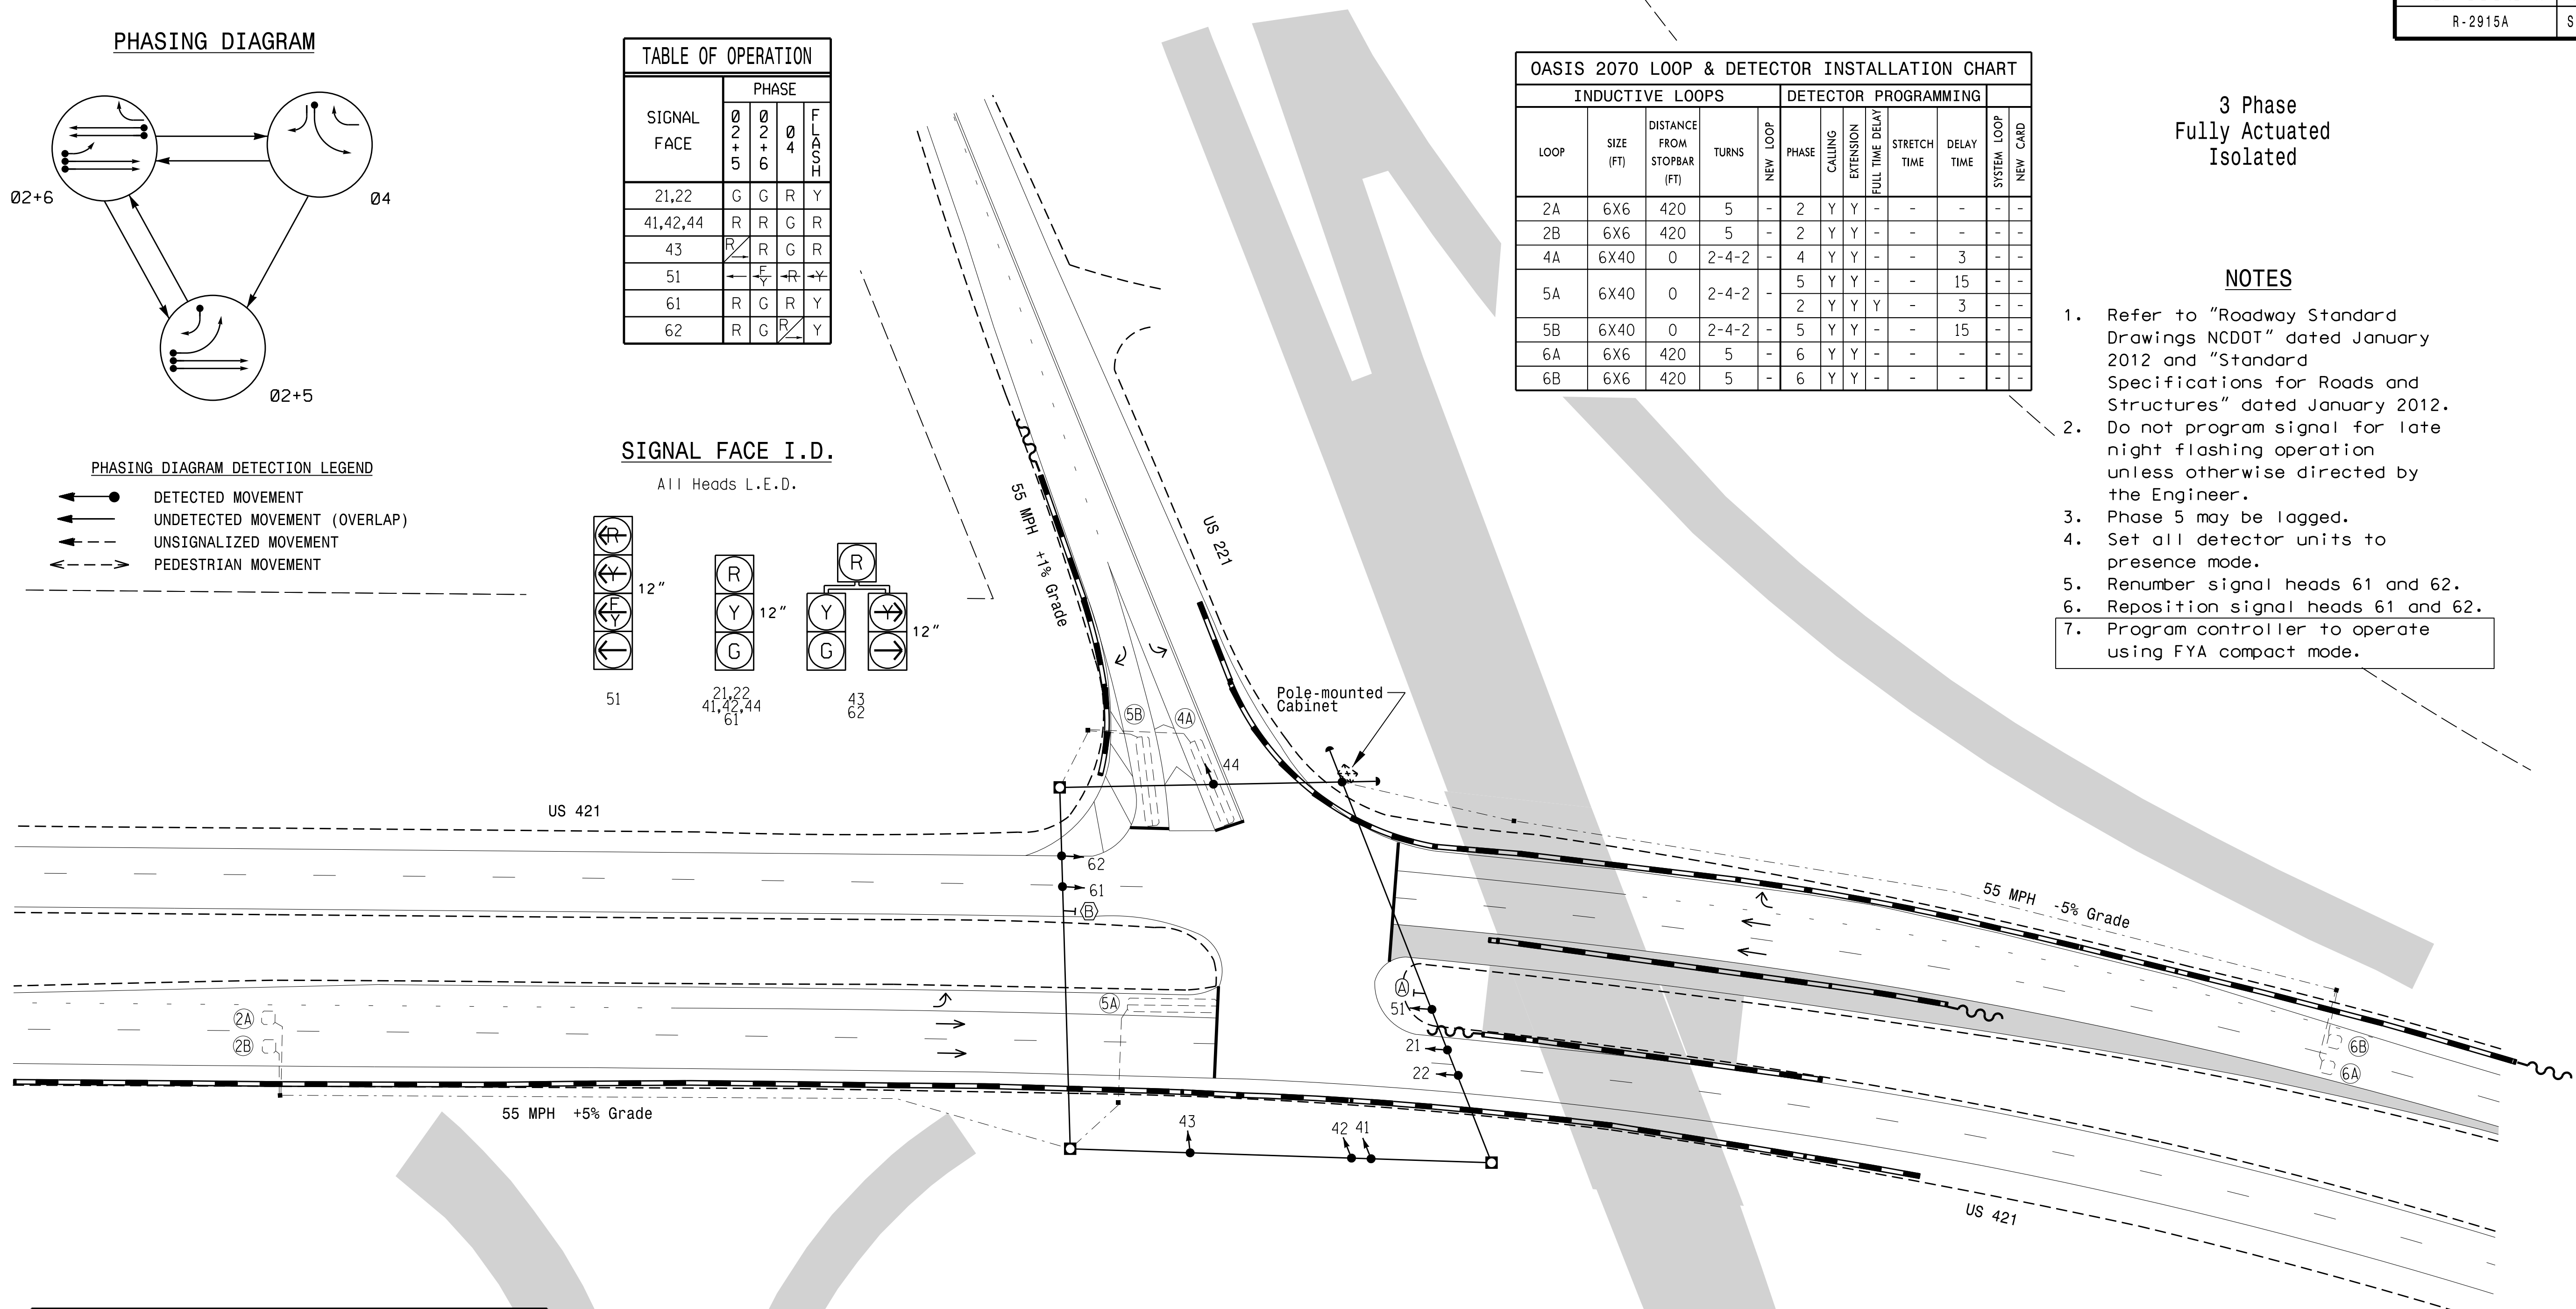 R-2915A
S
PHASING DIAGRAM
Ø2+6
Ø4
Ø2+5
PHASING DIAGRAM DETECTION LEGEND
DETECTED MOVEMENT
UNDETECTED MOVEMENT (OVERLAP)
UNSIGNALIZED MOVEMENT
PEDESTRIAN MOVEMENT
TABLE OF OPERATION
SIGNAL FACE PHASE
Ø2+5 Ø2+6 Ø4 FLASH
21,22 G G R Y
41,42,44 R R G R
43 R R G R
51 F Y R Y
61 R G R Y
62 R G R Y
SIGNAL FACE I.D.
All Heads L.E.D.
R
Y
F
Y
12"
51
R
Y
G
12"
21,22
41,42,44
61
R
Y Y
G
12"
43
62
OASIS 2070 LOOP & DETECTOR INSTALLATION CHART
INDUCTIVE LOOPS DETECTOR PROGRAMMING
LOOP SIZE (FT) DISTANCE FROM STOPBAR (FT) TURNS NEW LOOP PHASE CALLING EXTENSION FULL TIME DELAY STRETCH TIME DELAY TIME SYSTEM LOOP NEW CARD
2A 6X6 420 5 - 2 Y Y - - - - -
2B 6X6 420 5 - 2 Y Y - - - - -
4A 6X40 0 2-4-2 - 4 Y Y - - 3 - -
5A 6X40 0 2-4-2 - 5 Y Y - - 15 - -
2 Y Y Y - 3 - -
5B 6X40 0 2-4-2 - 5 Y Y - - 15 - -
6A 6X6 420 5 - 6 Y Y - - - - -
6B 6X6 420 5 - 6 Y Y - - - - -
3 Phase
Fully Actuated
Isolated
NOTES
1. Refer to "Roadway Standard
Drawings NCDOT" dated January
2012 and "Standard
Specifications for Roads and
Structures" dated January 2012.
2. Do not program signal for late
night flashing operation
unless otherwise directed by
the Engineer.
3. Phase 5 may be lagged.
4. Set all detector units to
presence mode.
5. Renumber signal heads 61 and 62.
6. Reposition signal heads 61 and 62.
7. Program controller to operate
using FYA compact mode.
55 MPH +1% Grade
US 221
Pole-mounted
Cabinet
5B
4A
44
US 421
62
61
B
55 MPH -5% Grade
2A
2B
5A
A
51
21
22
6B
6A
55 MPH +5% Grade
43
42 41
US 421